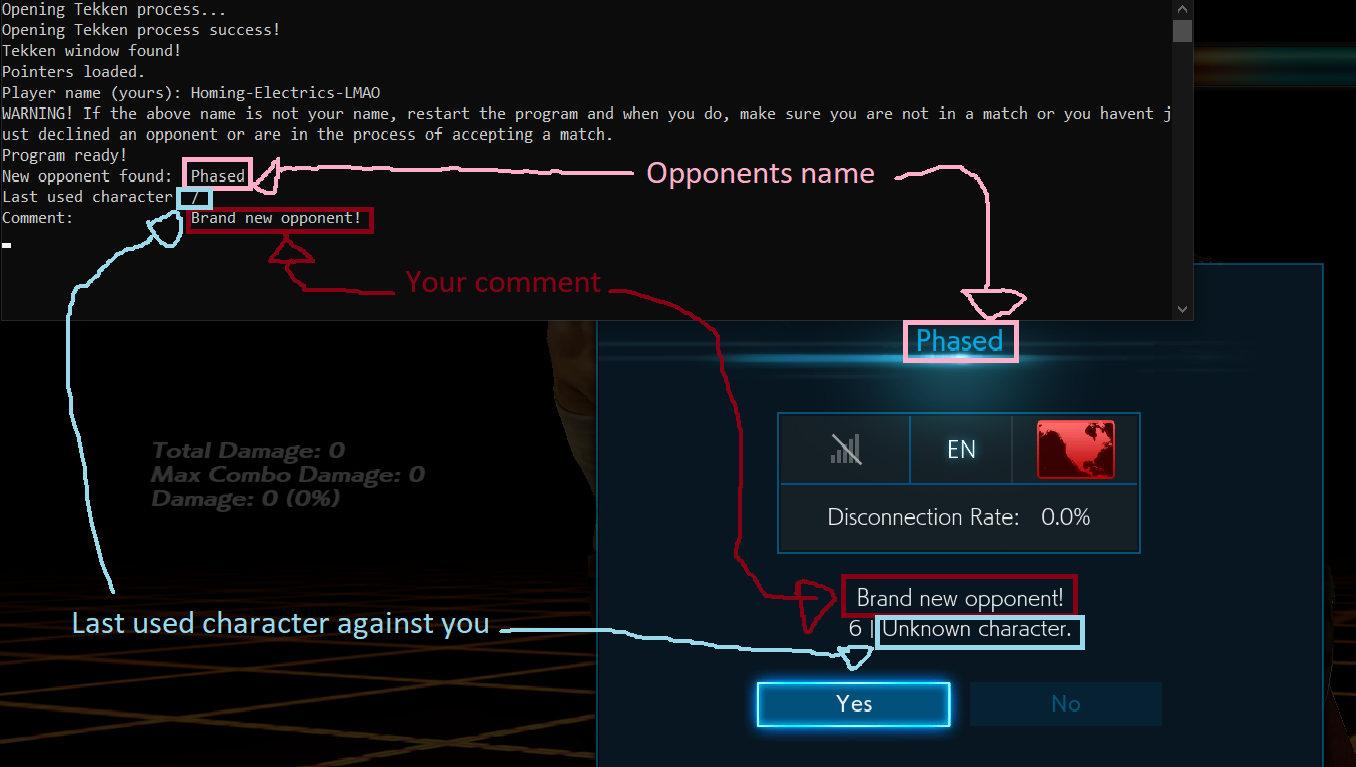 Opening Tekken process...
Opening Tekken process success!
Tekken window found!
Pointers loaded.
Player name (yours): Homing-Electrics-LMAO
WARNING! If the above name is not your name, restart the program and when you do, make sure you are not in a match or you havent j
ust declined an opponent or are in the process of accepting a match.
Program ready!
New opponent found: Phased
Last used character /
Comment: Brand new opponent!
Opponents name
Your comment
Phased
EN
Disconnection Rate: 0.0%
Total Damage: 0
Max Combo Damage: 0
Damage: 0 (0%)
Brand new opponent!
6 | Unknown character.
Last used character against you
Yes
No